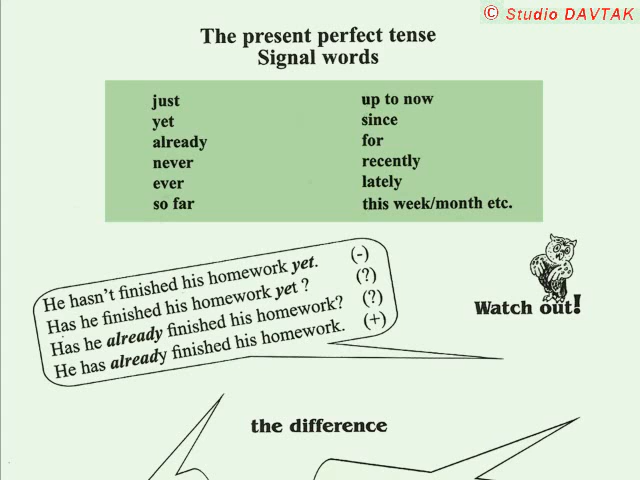 © Studio DAVTAK
The present perfect tense
Signal words
just
yet
already
never
ever
so far
up to now
since
for
recently
lately
this week/month etc.
He hasn't finished his homework yet. (-)
Has he finished his homework yet ? (?)
Has he already finished his homework? (?)
He has already finished his homework. (+)
Watch out!
the difference